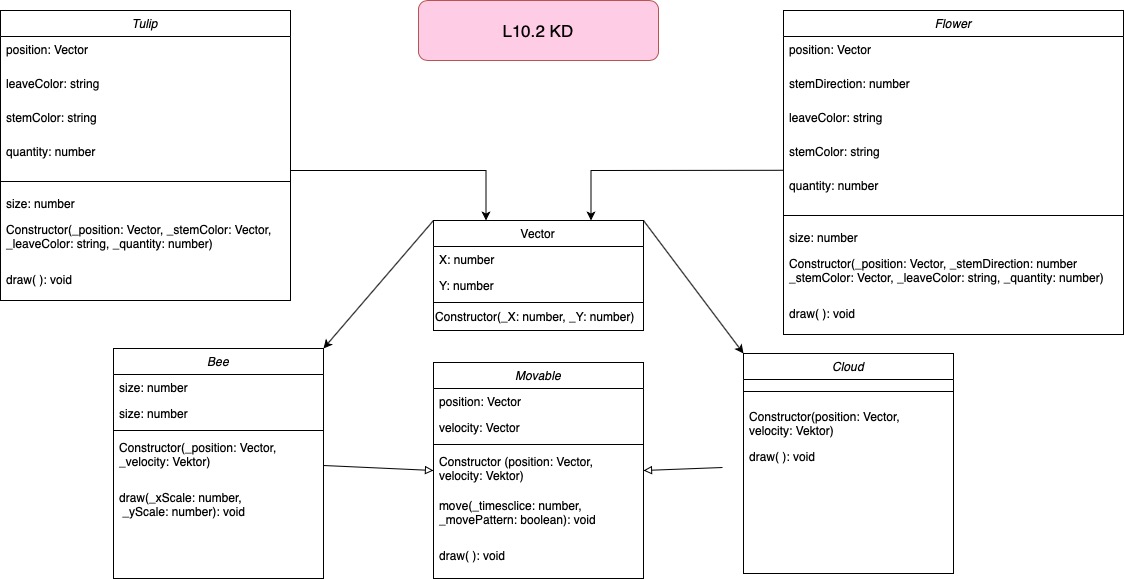 L10.2 KD
Tulip
position: Vector
leaveColor: string
stemColor: string
quantity: number
size: number
Constructor(_position: Vector, _stemColor: Vector,
_leaveColor: string, _quantity: number)
draw( ): void
Flower
position: Vector
stemDirection: number
leaveColor: string
stemColor: string
quantity: number
size: number
Constructor(_position: Vector, _stemDirection: number
_stemColor: Vector, _leaveColor: string, _quantity: number)
draw( ): void
Vector
X: number
Y: number
Constructor(_X: number, _Y: number)
Bee
size: number
size: number
Constructor(_position: Vector,
_velocity: Vektor)
draw(_xScale: number,
_yScale: number): void
Movable
position: Vector
velocity: Vector
Constructor (position: Vector,
velocity: Vektor)
move(_timesclice: number,
_movePattern: boolean): void
draw( ): void
Cloud
Constructor(position: Vector,
velocity: Vektor)
draw( ): void